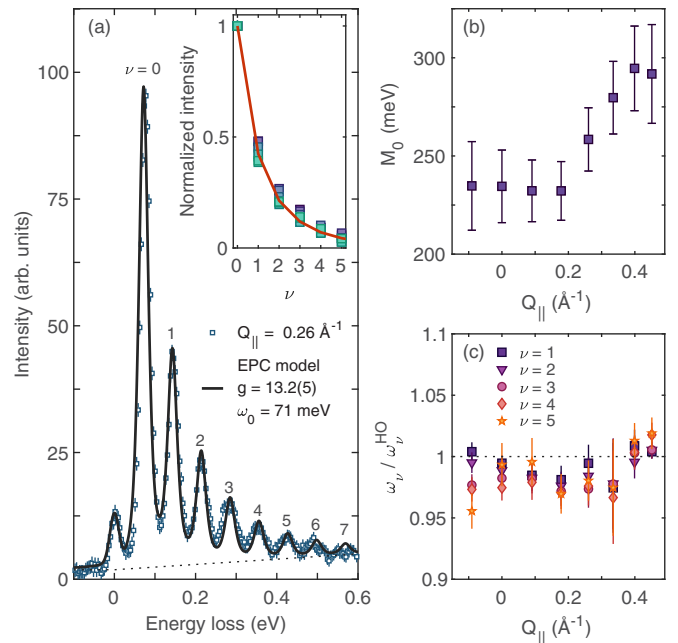 (a)
ν = 0
1
2
3
4
5
6
7
Intensity (arb. units)
100
75
50
25
0
0
0.2
0.4
0.6
Energy loss (eV)
Q|| = 0.26 Å-1
EPC model
g = 13.2(5)
ω0 = 71 meV
Normalized intensity
1
0.5
0
0 1 2 3 4 5
ν
(b)
M0 (meV)
300
250
200
0 0.2 0.4
Q|| (Å-1)
(c)
ν = 1
ν = 2
ν = 3
ν = 4
ν = 5
ων / ωνHO
1.1
1.05
1
0.95
0.9
0 0.2 0.4
Q|| (Å-1)